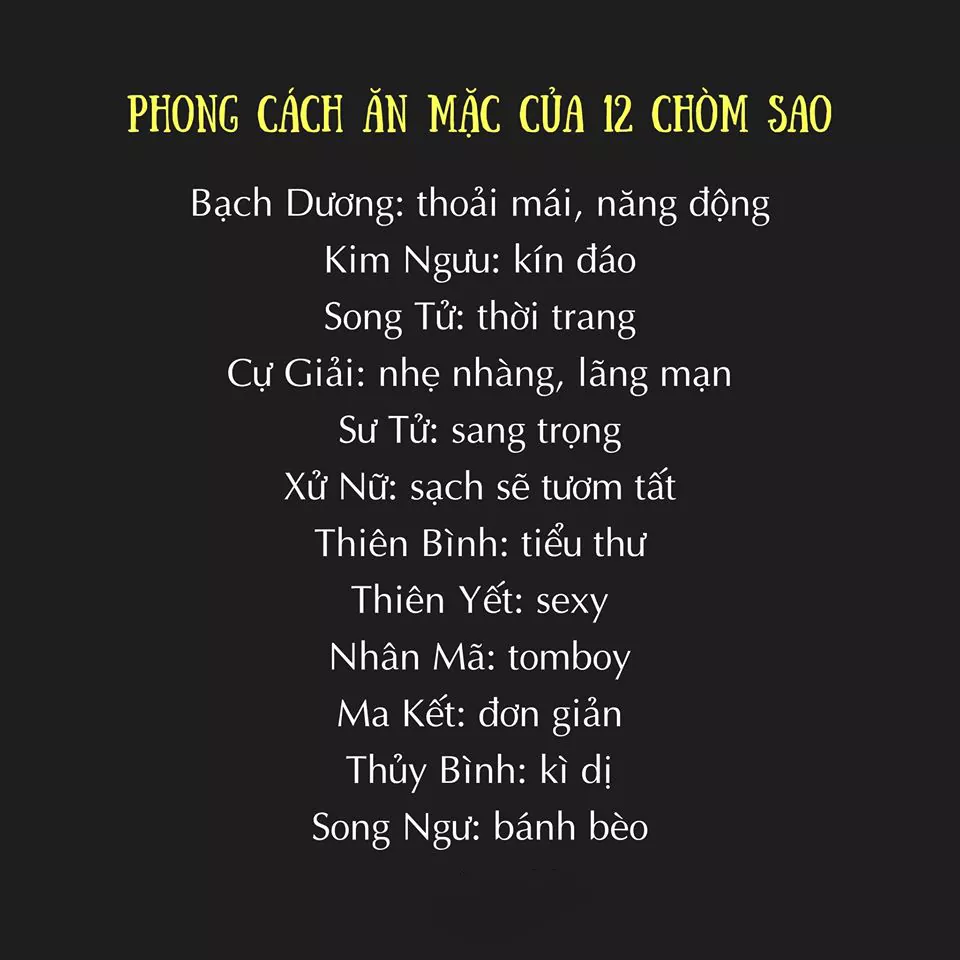 PHONG CÁCH ĂN MẶC CỦA 12 CHÒM SAO
Bạch Dương: thoải mái, năng động
Kim Ngưu: kín đáo
Song Tử: thời trang
Cự Giải: nhẹ nhàng, lãng mạn
Sư Tử: sang trọng
Xử Nữ: sạch sẽ tươm tất
Thiên Bình: tiểu thư
Thiên Yết: sexy
Nhân Mã: tomboy
Ma Kết: đơn giản
Thủy Bình: kì dị
Song Ngư: bánh bèo